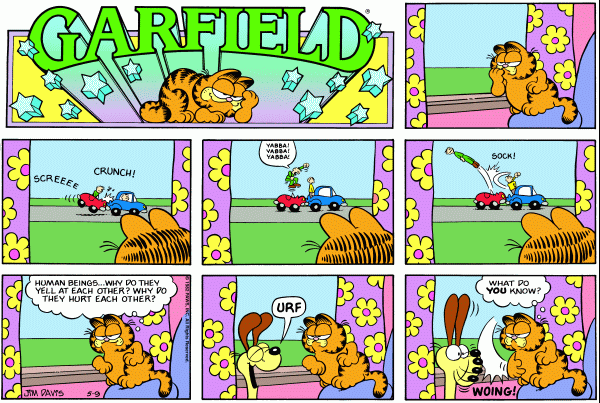 GARFIELD
®
SCREEEE
CRUNCH!
YABBA!
YABBA!
YABBA!
SOCK!
HUMAN BEINGS...WHY DO THEY
YELL AT EACH OTHER? WHY DO
THEY HURT EACH OTHER?
JIM DAVIS 5-9
URF
WHAT DO
YOU KNOW?
WOING!